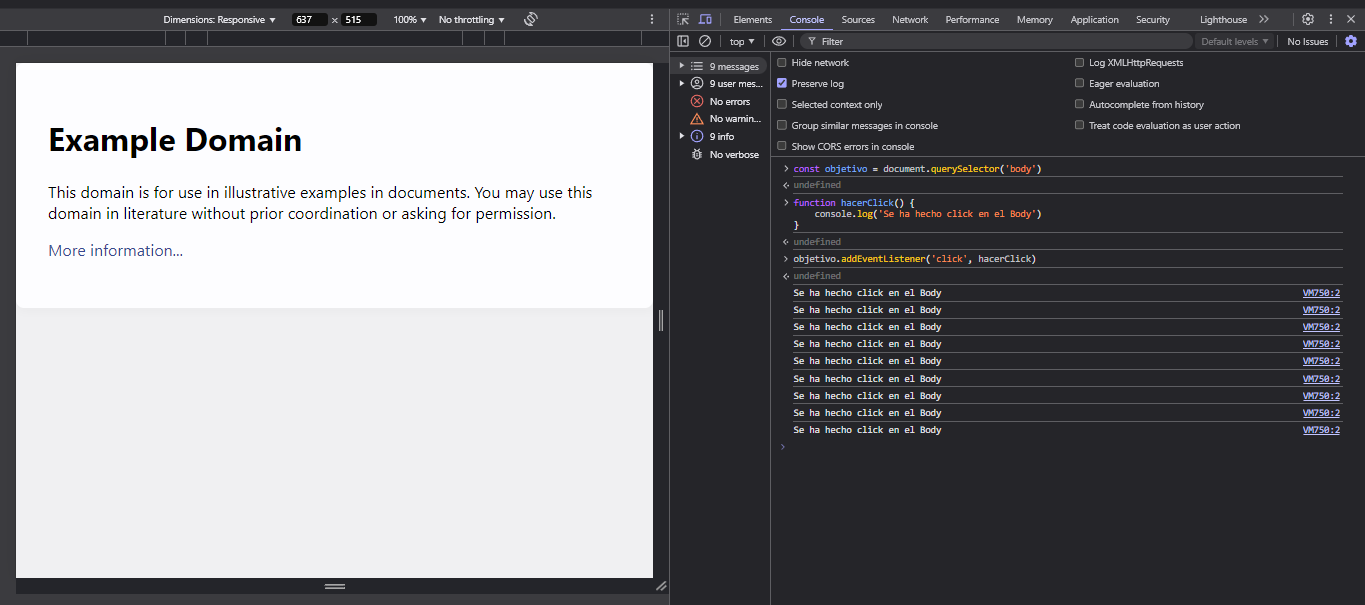 Dimensions: Responsive ▼ 637 × 515 100% ▼ No throttling ▼
Elements Console Sources Network Performance Memory Application Security Lighthouse
top ▼ Filter Default levels ▼ No Issues
Example Domain
This domain is for use in illustrative examples in documents. You may use this
domain in literature without prior coordination or asking for permission.
More information...
9 messages
9 user mes...
No errors
No warnin...
9 info
No verbose
Hide network
Log XMLHttpRequests
Preserve log
Eager evaluation
Selected context only
Autocomplete from history
Group similar messages in console
Treat code evaluation as user action
Show CORS errors in console
const objetivo = document.querySelector('body')
undefined
function hacerClick() {
console.log('Se ha hecho click en el Body')
}
undefined
objetivo.addEventListener('click', hacerClick)
undefined
Se ha hecho click en el Body VM750:2
Se ha hecho click en el Body VM750:2
Se ha hecho click en el Body VM750:2
Se ha hecho click en el Body VM750:2
Se ha hecho click en el Body VM750:2
Se ha hecho click en el Body VM750:2
Se ha hecho click en el Body VM750:2
Se ha hecho click en el Body VM750:2
Se ha hecho click en el Body VM750:2